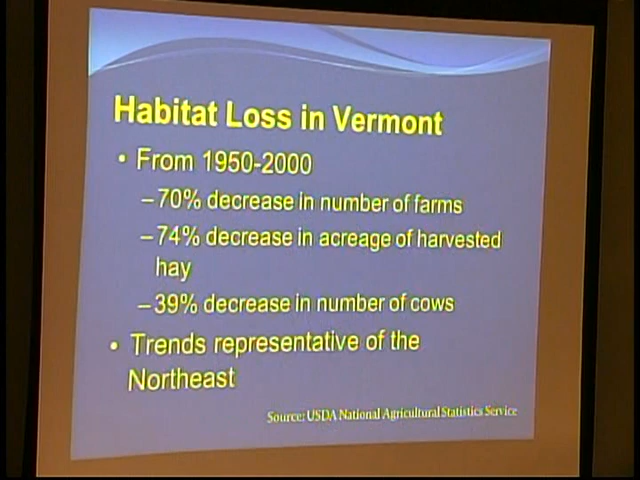 Habitat Loss in Vermont
• From 1950-2000
–70% decrease in number of farms
–74% decrease in acreage of harvested
hay
–39% decrease in number of cows
• Trends representative of the
Northeast
Source: USDA National Agricultural Statistics Service